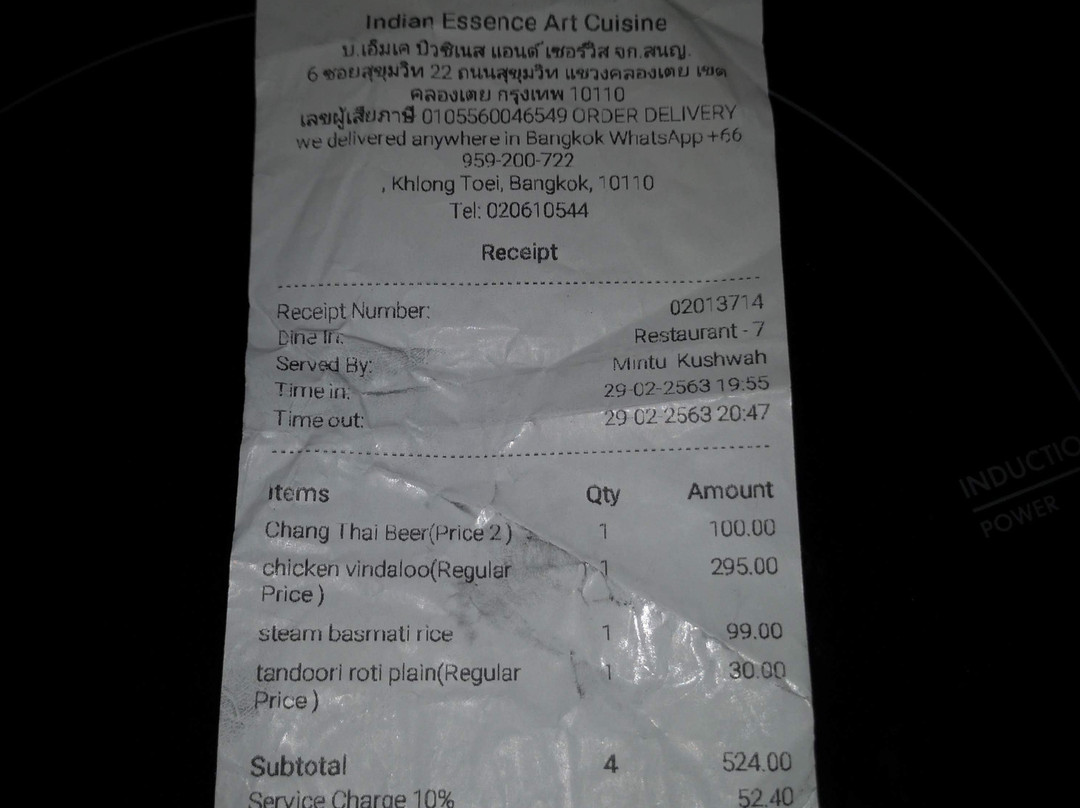 Indian Essence Art Cuisine
บ.เอ็มเค บิวซิเนส แอนด์ เซอร์วิส จก.สนญ.
6 ซอยสุขุมวิท 22 ถนนสุขุมวิท แขวงคลองเตย เขต
คลองเตย กรุงเทพ 10110
เลขผู้เสียภาษี 0105560046549 ORDER DELIVERY
we delivered anywhere in Bangkok WhatsApp +66
959-200-722
, Khlong Toei, Bangkok, 10110
Tel: 020610544
Receipt
Receipt Number: 02013714
Dine In: Restaurant - 7
Served By: Mintu Kushwah
Time in: 29-02-2563 19:55
Time out: 29-02-2563 20:47
Items Qty Amount
Chang Thai Beer(Price 2) 1 100.00
chicken vindaloo(Regular 1 295.00
Price)
steam basmati rice 1 99.00
tandoori roti plain(Regular 1 30.00
Price)
Subtotal 4 524.00
Service Charge 10% 52.40
INDUCTIO
POWER